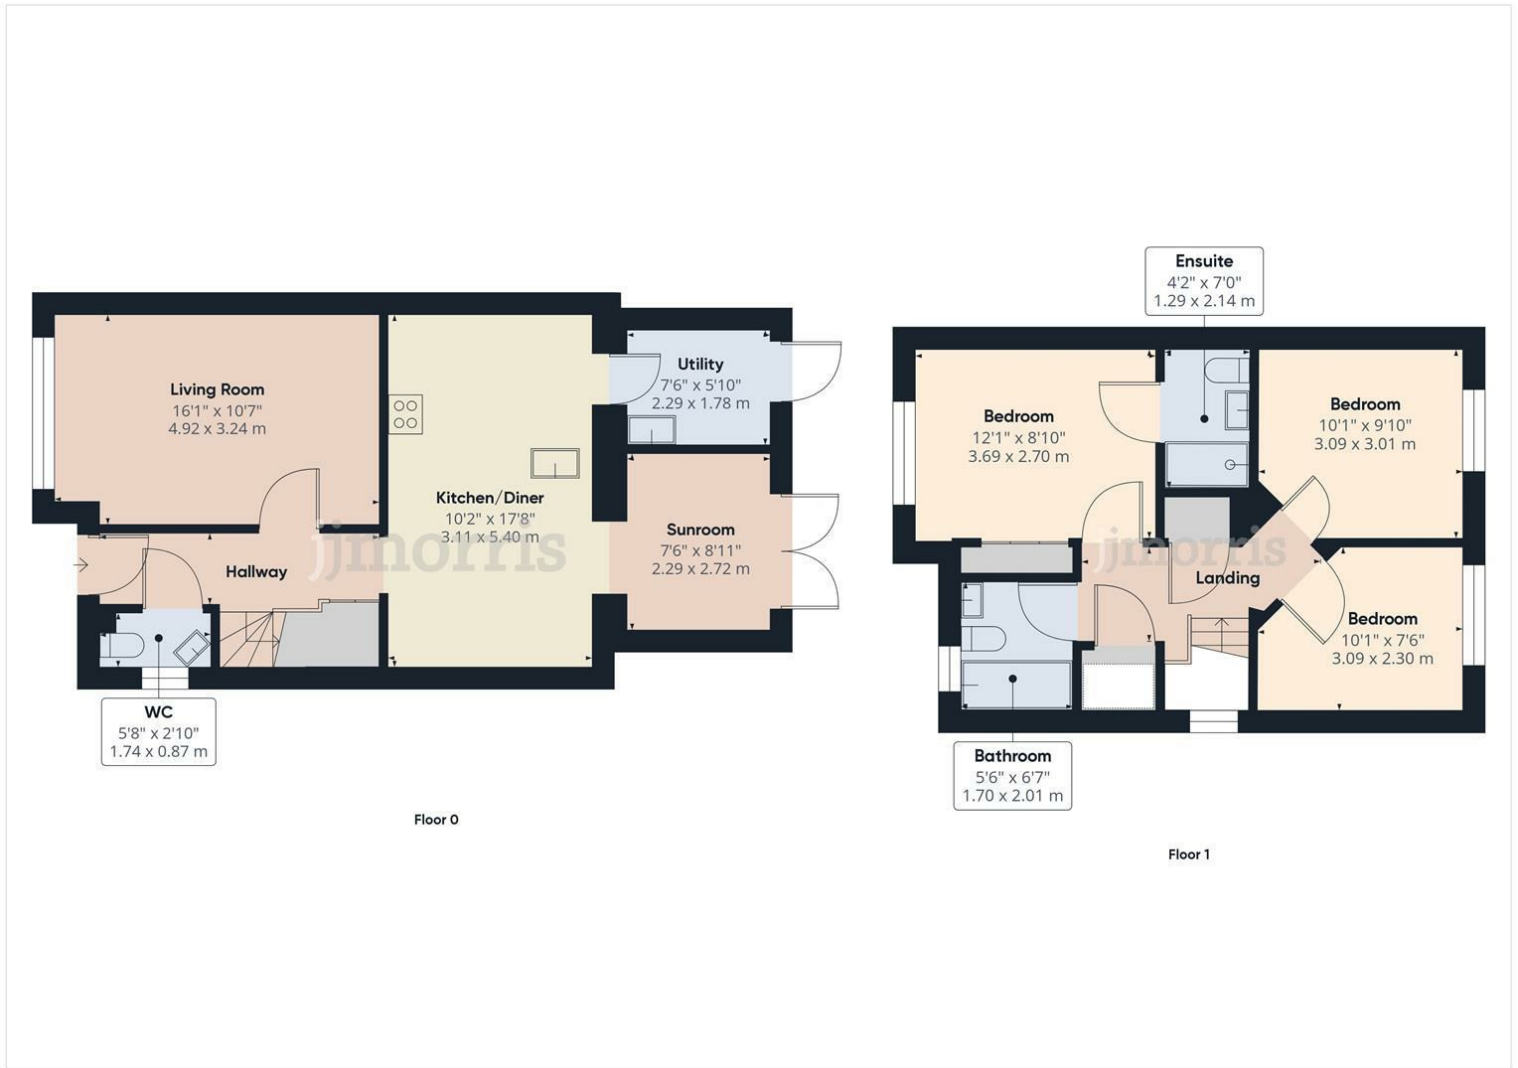 Living Room
16'1" x 10'7"
4.92 x 3.24 m
Utility
7'6" x 5'10"
2.29 x 1.78 m
Kitchen/Diner
10'2" x 17'8"
3.11 x 5.40 m
Sunroom
7'6" x 8'11"
2.29 x 2.72 m
Hallway
jjmorris
WC
5'8" x 2'10"
1.74 x 0.87 m
Floor 0
Ensuite
4'2" x 7'0"
1.29 x 2.14 m
Bedroom
12'1" x 8'10"
3.69 x 2.70 m
Bedroom
10'1" x 9'10"
3.09 x 3.01 m
jjmorris
Landing
Bedroom
10'1" x 7'6"
3.09 x 2.30 m
Bathroom
5'6" x 6'7"
1.70 x 2.01 m
Floor 1